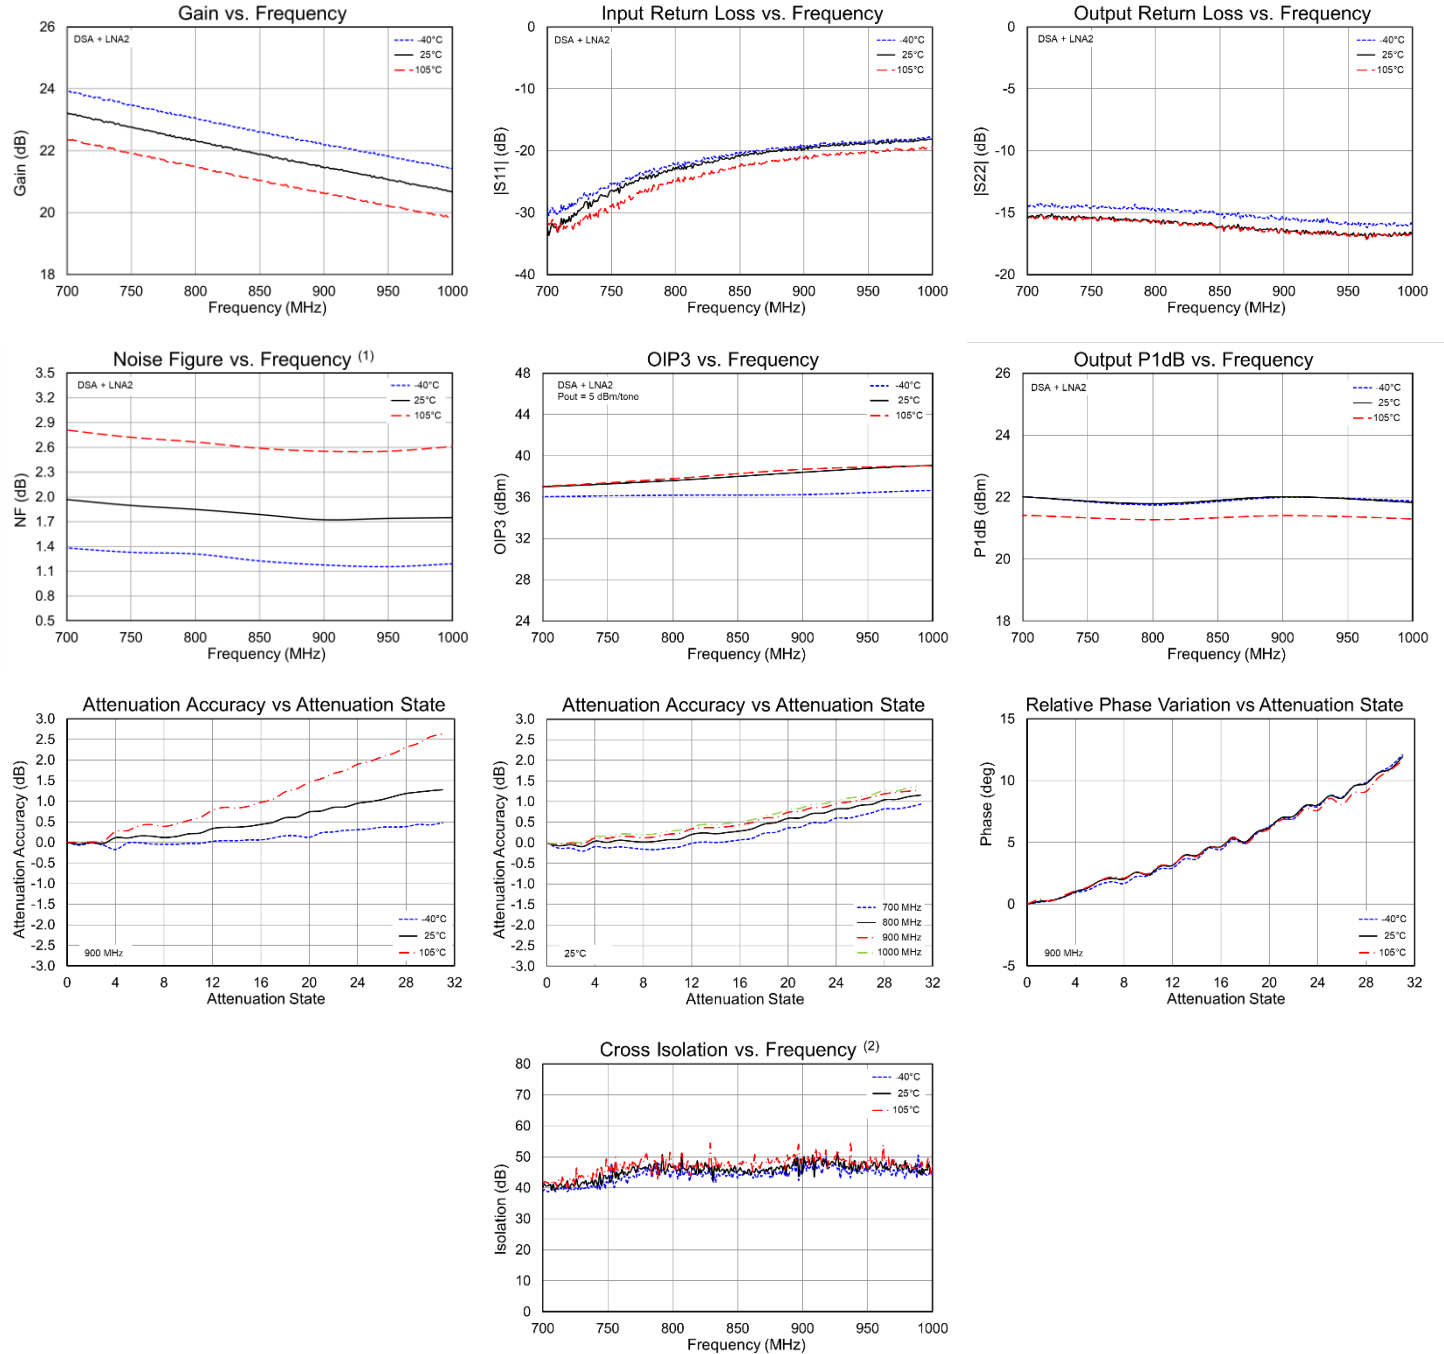 Gain vs. Frequency
26
24
22
20
18
Gain (dB)
DSA + LNA2
-40°C
25°C
105°C
700 750 800 850 900 950 1000
Frequency (MHz)
Input Return Loss vs. Frequency
0
-10
-20
-30
-40
|S11| (dB)
DSA + LNA2
-40°C
25°C
105°C
700 750 800 850 900 950 1000
Frequency (MHz)
Output Return Loss vs. Frequency
0
-5
-10
-15
-20
|S22| (dB)
DSA + LNA2
-40°C
25°C
105°C
700 750 800 850 900 950 1000
Frequency (MHz)
Noise Figure vs. Frequency (1)
3.5
3.2
2.9
2.6
2.3
2.0
1.7
1.4
1.1
0.8
0.5
NF (dB)
DSA + LNA2
-40°C
25°C
105°C
700 750 800 850 900 950 1000
Frequency (MHz)
OIP3 vs. Frequency
48
44
40
36
32
28
24
OIP3 (dBm)
DSA + LNA2
Pout = 5 dBm/tone
-40°C
25°C
105°C
700 750 800 850 900 950 1000
Frequency (MHz)
Output P1dB vs. Frequency
26
24
22
20
18
P1dB (dBm)
DSA + LNA2
-40°C
25°C
105°C
700 750 800 850 900 950 1000
Frequency (MHz)
Attenuation Accuracy vs Attenuation State
3.0
2.5
2.0
1.5
1.0
0.5
0.0
-0.5
-1.0
-1.5
-2.0
-2.5
-3.0
Attenuation Accuracy (dB)
900 MHz
-40°C
25°C
105°C
0 4 8 12 16 20 24 28 32
Attenuation State
Attenuation Accuracy vs Attenuation State
3.0
2.5
2.0
1.5
1.0
0.5
0.0
-0.5
-1.0
-1.5
-2.0
-2.5
-3.0
Attenuation Accuracy (dB)
25°C
700 MHz
800 MHz
900 MHz
1000 MHz
0 4 8 12 16 20 24 28 32
Attenuation State
Relative Phase Variation vs Attenuation State
15
10
5
0
-5
Phase (deg)
900 MHz
-40°C
25°C
105°C
0 4 8 12 16 20 24 28 32
Attenuation State
Cross Isolation vs. Frequency (2)
80
70
60
50
40
30
20
10
0
Isolation (dB)
-40°C
25°C
105°C
700 750 800 850 900 950 1000
Frequency (MHz)